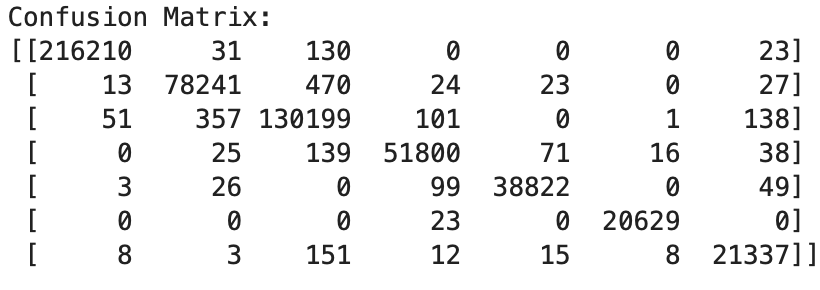 Confusion Matrix:
[[216210     31    130      0      0      0     23]
 [    13  78241    470     24     23      0     27]
 [    51    357 130199    101      0      1    138]
 [     0     25    139  51800     71     16     38]
 [     3     26      0     99  38822      0     49]
 [     0      0      0     23      0  20629      0]
 [     8      3    151     12     15      8  21337]]